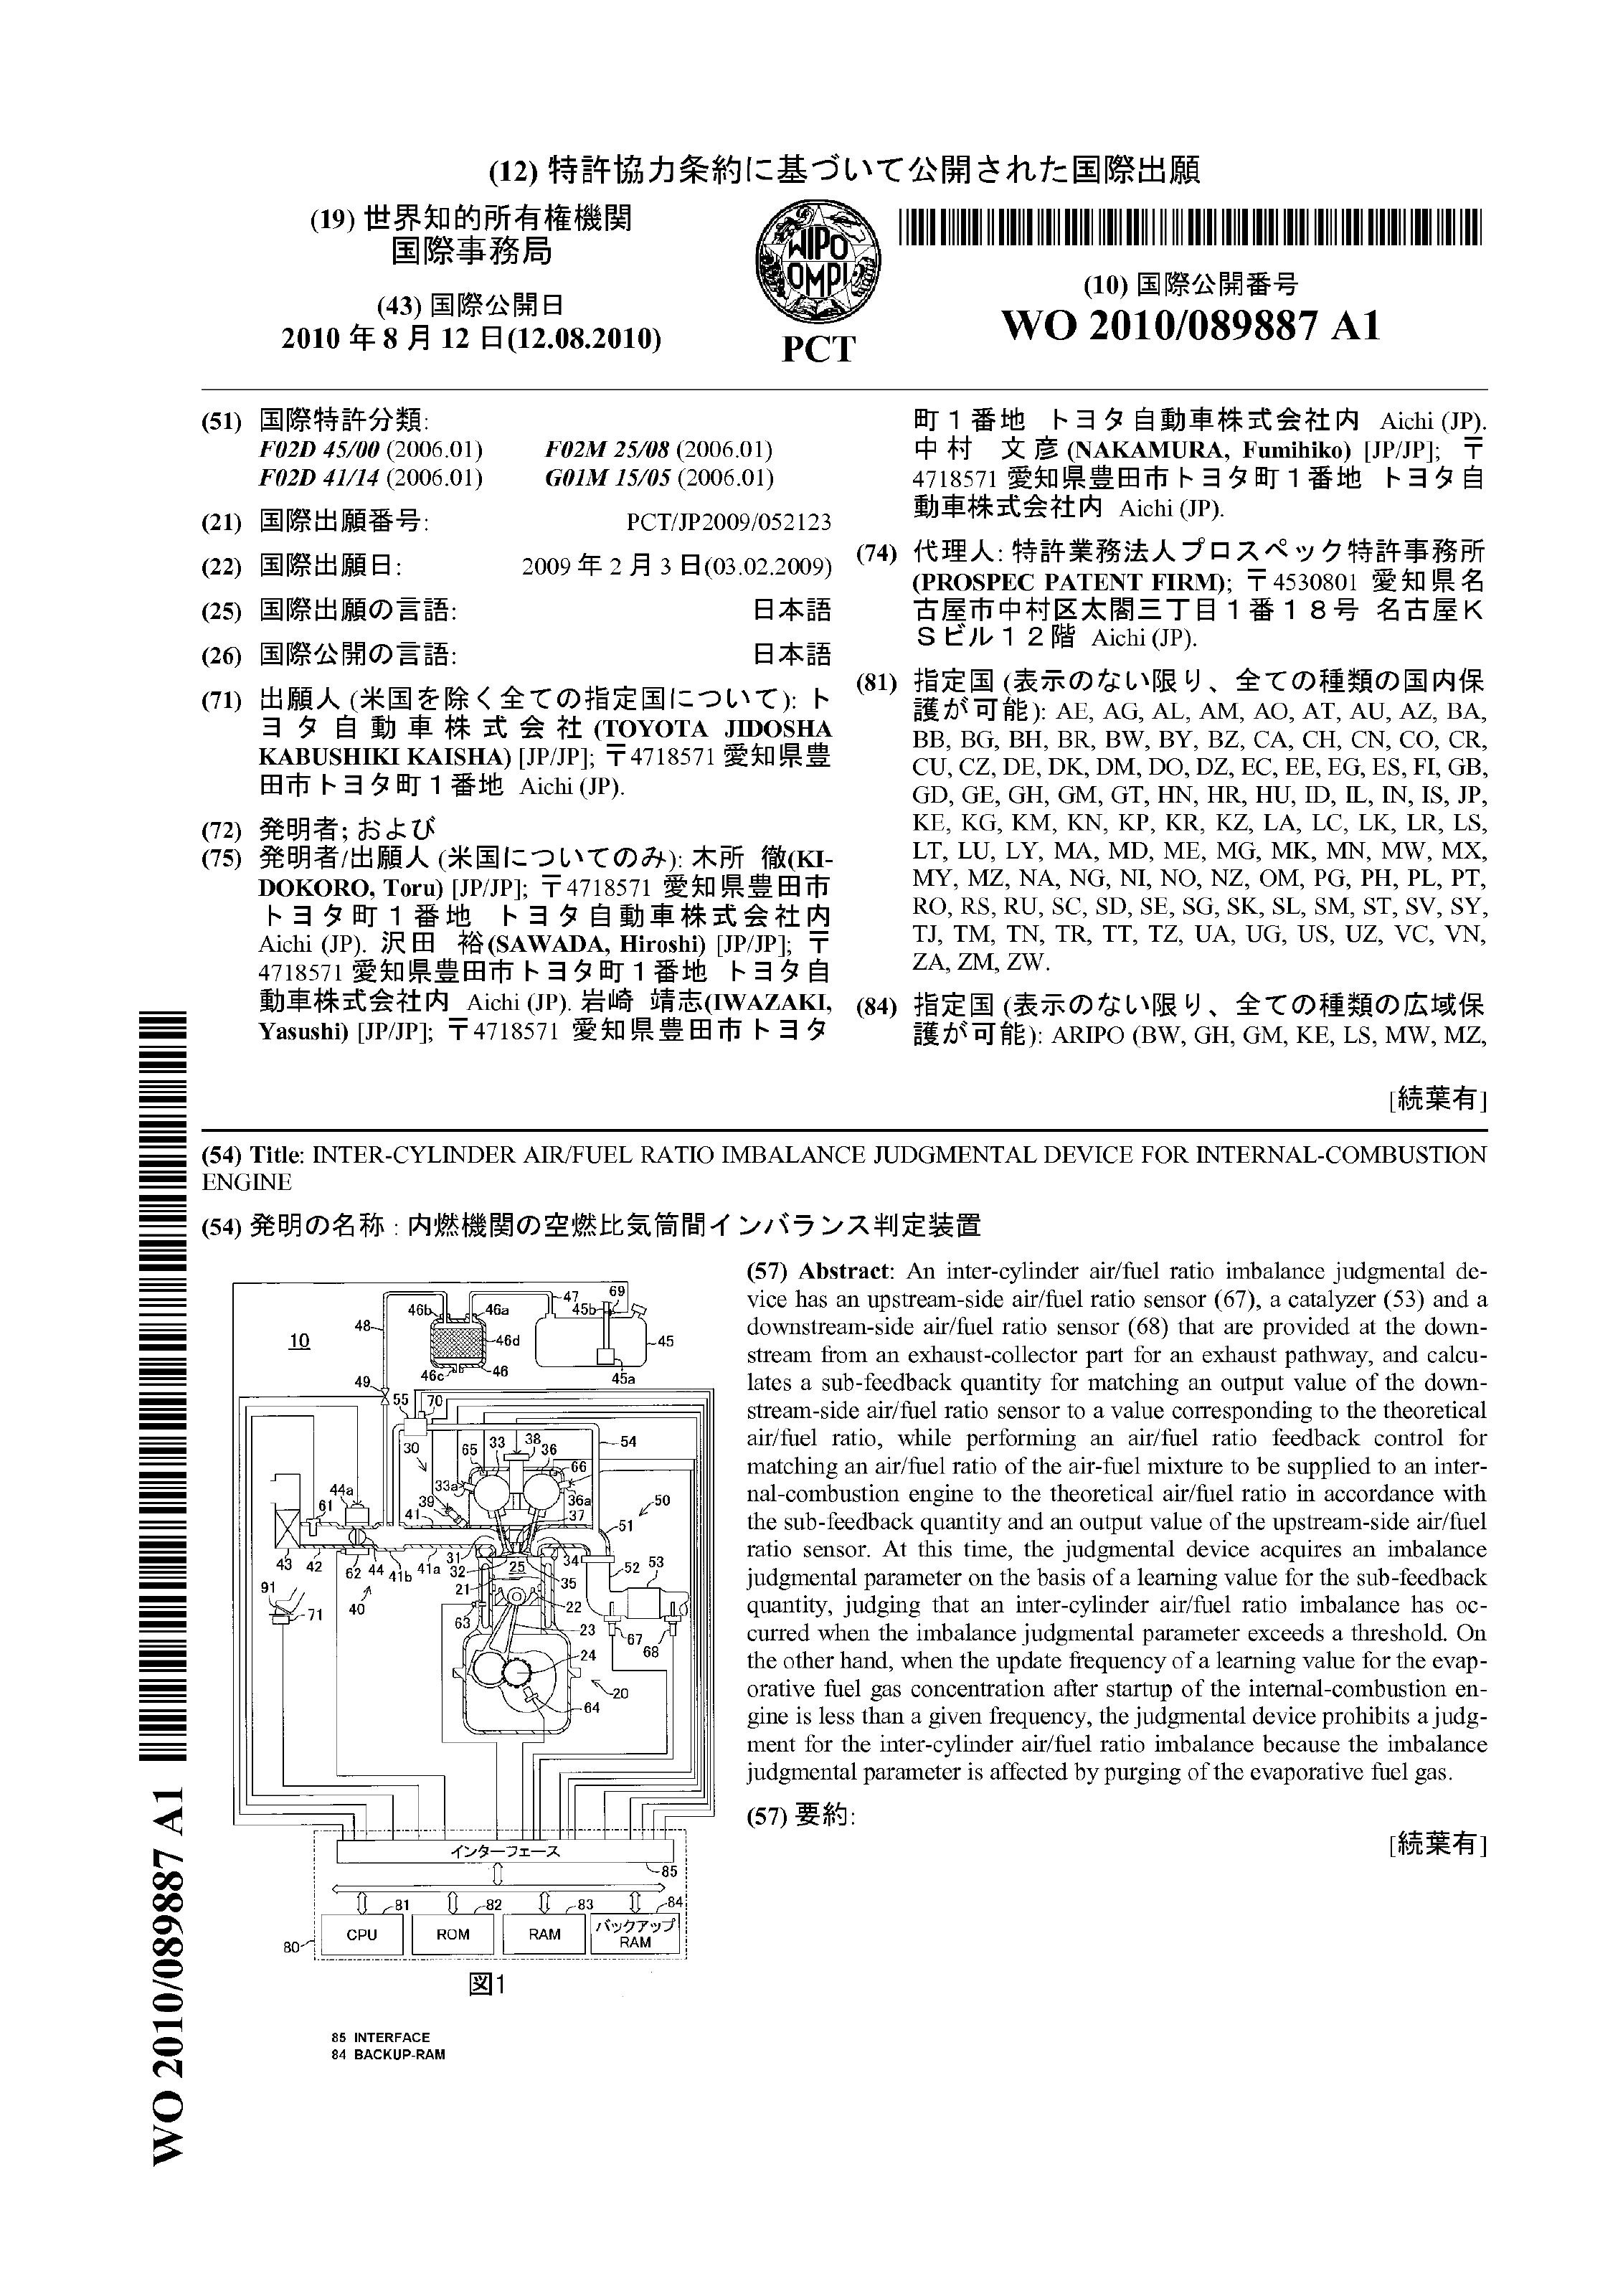 (12) 特許協力条約に基づいて公開された国際出願
(19) 世界知的所有権機関
国際事務局
(43) 国際公開日
2010 年 8 月 12 日(12.08.2010)
WIPO
OMPI
PCT
(10) 国際公開番号
WO 2010/089887 A1
(51) 国際特許分類:
F02D 45/00 (2006.01) F02M 25/08 (2006.01)
F02D 41/14 (2006.01) G01M 15/05 (2006.01)
(21) 国際出願番号: PCT/JP2009/052123
(22) 国際出願日: 2009 年 2 月 3 日(03.02.2009)
(25) 国際出願の言語: 日本語
(26) 国際公開の言語: 日本語
(71) 出願人 (米国を除く全ての指定国について): ト
ヨタ自動車株式会社 (TOYOTA JIDOSHA
KABUSHIKI KAISHA) [JP/JP]; 〒4718571 愛知県豊
田市トヨタ町1番地 Aichi (JP).
(72) 発明者; および
(75) 発明者/出願人 (米国についてのみ): 木所 徹(KI-
DOKORO, Toru) [JP/JP]; 〒4718571 愛知県豊田市
トヨタ町1番地 トヨタ自動車株式会社内
Aichi (JP). 沢田 裕(SAWADA, Hiroshi) [JP/JP]; 〒
4718571 愛知県豊田市トヨタ町1番地 トヨタ自
動車株式会社内 Aichi (JP). 岩崎 靖志(IWAZAKI,
Yasushi) [JP/JP]; 〒4718571 愛知県豊田市トヨタ
町1番地 トヨタ自動車株式会社内 Aichi (JP).
中村 文彦(NAKAMURA, Fumihiko) [JP/JP]; 〒
4718571 愛知県豊田市トヨタ町1番地 トヨタ自
動車株式会社内 Aichi (JP).
(74) 代理人: 特許業務法人プロスペック特許事務所
(PROSPEC PATENT FIRM); 〒4530801 愛知県名
古屋市中村区太閤三丁目1番18号 名古屋K
Sビル12階 Aichi (JP).
(81) 指定国 (表示のない限り、全ての種類の国内保
護が可能): AE, AG, AL, AM, AO, AT, AU, AZ, BA,
BB, BG, BH, BR, BW, BY, BZ, CA, CH, CN, CO, CR,
CU, CZ, DE, DK, DM, DO, DZ, EC, EE, EG, ES, FI, GB,
GD, GE, GH, GM, GT, HN, HR, HU, ID, IL, IN, IS, JP,
KE, KG, KM, KN, KP, KR, KZ, LA, LC, LK, LR, LS,
LT, LU, LY, MA, MD, ME, MG, MK, MN, MW, MX,
MY, MZ, NA, NG, NI, NO, NZ, OM, PG, PH, PL, PT,
RO, RS, RU, SC, SD, SE, SG, SK, SL, SM, ST, SV, SY,
TJ, TM, TN, TR, TT, TZ, UA, UG, US, UZ, VC, VN,
ZA, ZM, ZW.
(84) 指定国 (表示のない限り、全ての種類の広域保
護が可能): ARIPO (BW, GH, GM, KE, LS, MW, MZ,
[続葉有]
(54) Title: INTER-CYLINDER AIR/FUEL RATIO IMBALANCE JUDGMENTAL DEVICE FOR INTERNAL-COMBUSTION
ENGINE
(54) 発明の名称 : 内燃機関の空燃比気筒間インバランス判定装置
10
48
46b
46a
46d
46c
46
47
45b
69
45
45a
49
55
70
30
65
33
38
36
54
66
33a
36a
50
39
41
37
51
44a
61
43
42
62
44
41b
41a
31
32
25
34
35
52
53
91
71
40
21
22
63
23
67
68
24
20
64
インターフェース
85
81
82
83
84
CPU
ROM
RAM
バックアップ
RAM
80
図1
85 INTERFACE
84 BACKUP-RAM
(57) Abstract: An inter-cylinder air/fuel ratio imbalance judgmental de-
vice has an upstream-side air/fuel ratio sensor (67), a catalyzer (53) and a
downstream-side air/fuel ratio sensor (68) that are provided at the down-
stream from an exhaust-collector part for an exhaust pathway, and calcu-
lates a sub-feedback quantity for matching an output value of the down-
stream-side air/fuel ratio sensor to a value corresponding to the theoretical
air/fuel ratio, while performing an air/fuel ratio feedback control for
matching an air/fuel ratio of the air-fuel mixture to be supplied to an inter-
nal-combustion engine to the theoretical air/fuel ratio in accordance with
the sub-feedback quantity and an output value of the upstream-side air/fuel
ratio sensor. At this time, the judgmental device acquires an imbalance
judgmental parameter on the basis of a learning value for the sub-feedback
quantity, judging that an inter-cylinder air/fuel ratio imbalance has oc-
curred when the imbalance judgmental parameter exceeds a threshold. On
the other hand, when the update frequency of a learning value for the evap-
orative fuel gas concentration after startup of the internal-combustion en-
gine is less than a given frequency, the judgmental device prohibits a judg-
ment for the inter-cylinder air/fuel ratio imbalance because the imbalance
judgmental parameter is affected by purging of the evaporative fuel gas.
(57) 要約:
[続葉有]
WO 2010/089887 A1